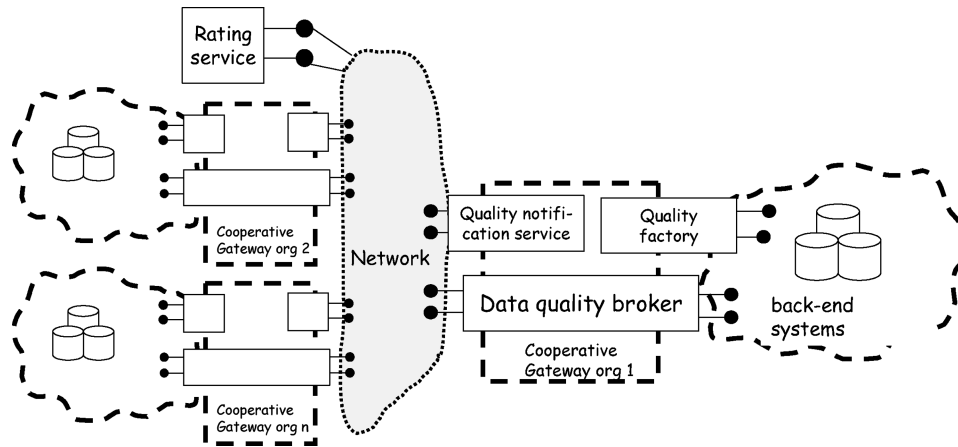 Rating
service
Cooperative
Gateway org 2
Network
Quality notifi-
cation service
Quality
factory
Data quality broker
back-end
systems
Cooperative
Gateway org 1
Cooperative
Gateway org n